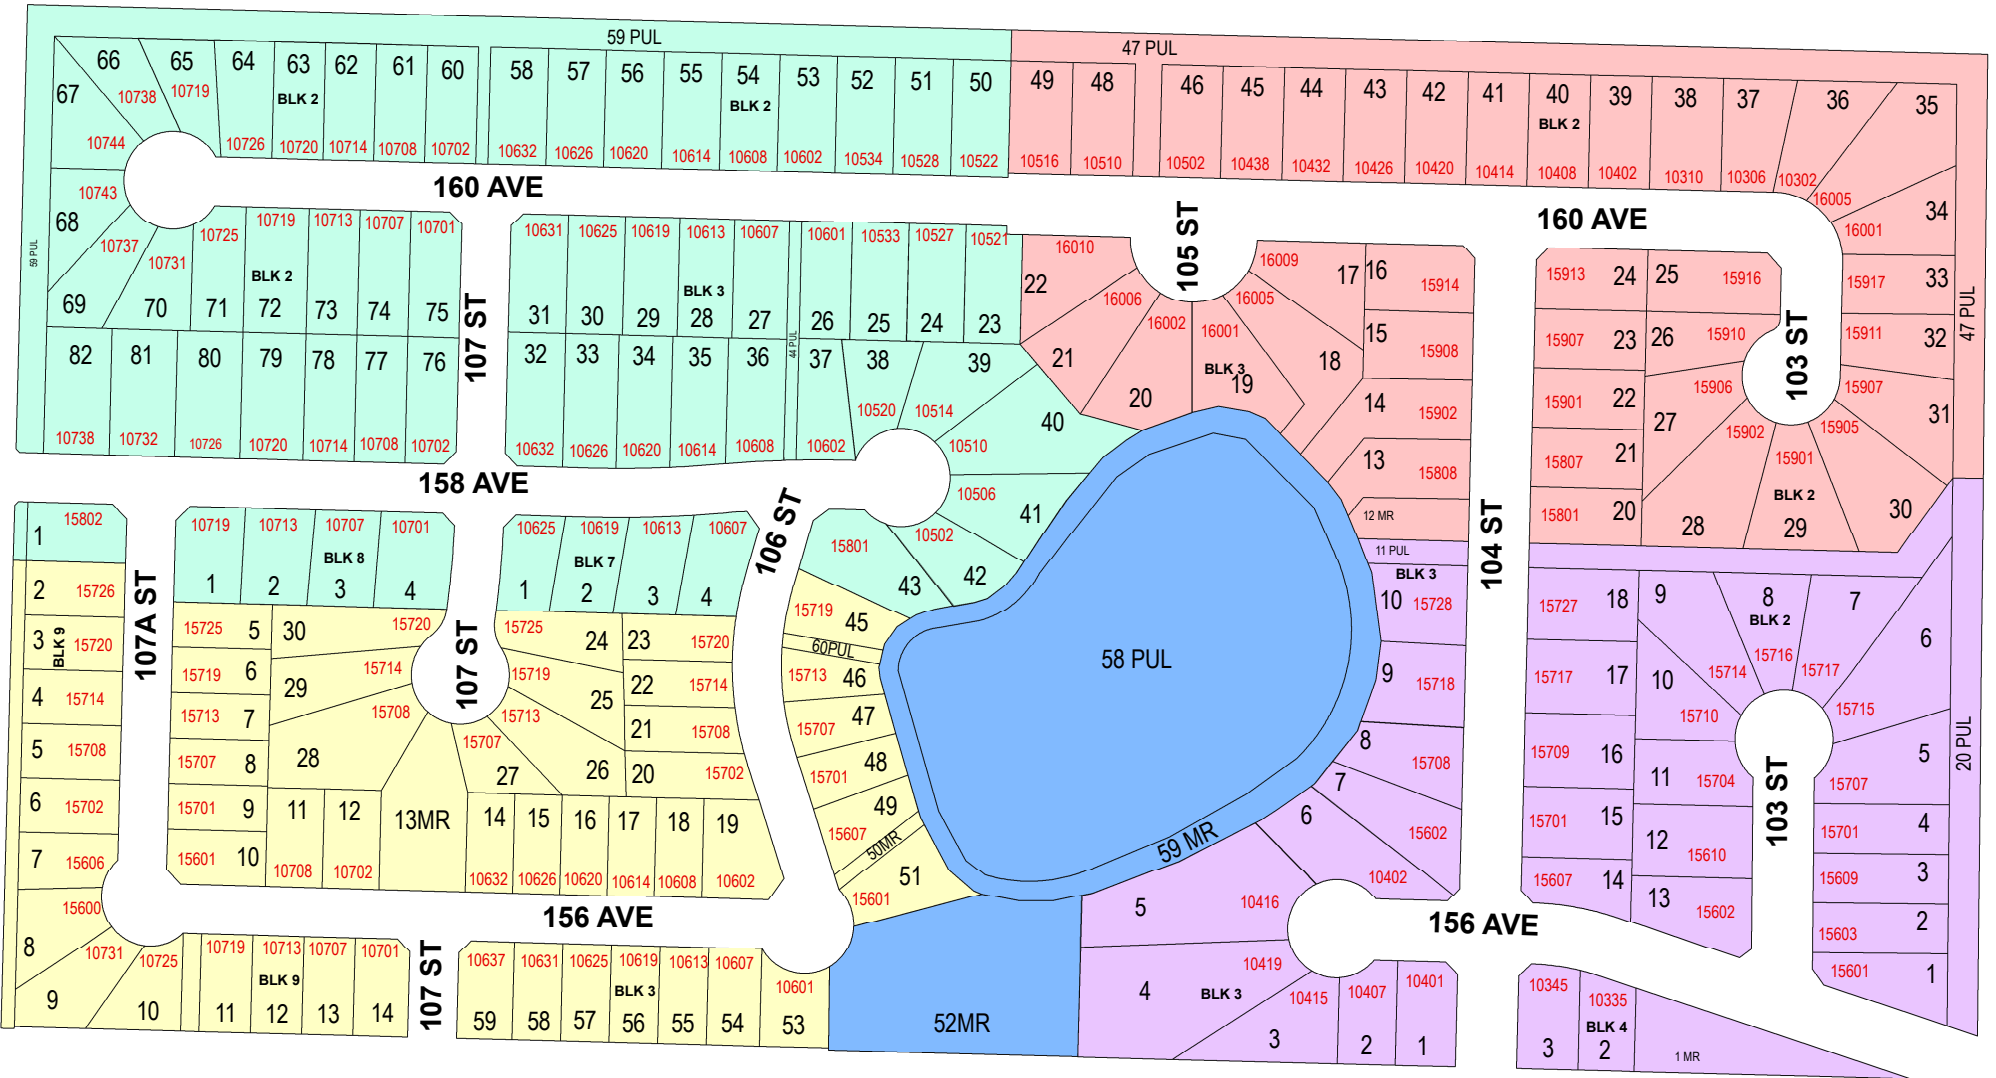 59 PUL
47 PUL
66 65 64 63 62 61 60 58 57 56 55 54 53 52 51 50 49 48 46 45 44 43 42 41 40 39 38 37 36 35
67 BLK 2 BLK 2 BLK 2
10738 10719
10744 10726 10720 10714 10708 10702 10632 10626 10620 10614 10608 10602 10534 10528 10522 10516 10510 10502 10438 10432 10426 10420 10414 10408 10402 10310 10306 10302 16005
160 AVE
105 ST
160 AVE
16001 34
59 PUL
68 10743
10737 10731 10725 10719 10713 10707 10701
BLK 2
69 70 71 72 73 74 75
107 ST
10631 10625 10619 10613 10607 10601 10533 10527 10521
BLK 3
31 30 29 28 27 26 25 24 23
44 PUL
22 16010 16009 17 16 15914
16006 16005
16002 16001
15 15908
21 20 BLK 3 19 18
14 15902
13 15808
12 MR
15913 24 25 15916
15907 23 26 15910
15901 22 15906
15807 21 27 15902
15801 20
103 ST
15917 33
15911 32
15907 31
15905
15901
BLK 2
28 29 30
47 PUL
82 81 80 79 78 77 76
10738 10732 10726 10720 10714 10708 10702
32 33 34 35 36 37 38 39
10632 10626 10620 10614 10608 10602 10520 10514
40
10510
158 AVE
106 ST
104 ST
10506 41
10502
15801 43 42
1 15802
107A ST
10719 10713 10707 10701
BLK 8
1 2 3 4
10625 10619 10613 10607
BLK 7
1 2 3 4
11 PUL
BLK 3
10 15728
9 15718
8 15708
7
15602
6
10402
2 15726
3 BLK 9 15720
4 15714
5 15708
6 15702
7 15606
15600
8
9 10731 10725
10
15725 5 30 15720
15719 6 29 15714
15713 7 15708
15707 8 28
15701 9
15601 10
11 12 13MR
10708 10702
107 ST
15725 24 23 15720
15719 25 22 15714
15713 21 15708
15707 27 26 20 15702
14 15 16 17 18 19
10632 10626 10620 10614 10608 10602
15719 45
60PUL
15713 46
15707 47
15701 48
49
15607
50MR
51
15601
58 PUL
59 MR
15727 18 9 8 7
BLK 2
15717 17 10 15714 15716 15717 6
15710 15715
15709 16 11 15704
15701 15 12 15610
15607 14 13 15602
103 ST
15707 5
15701 4
15609 3
15603 2
15601 1
20 PUL
156 AVE
156 AVE
10719 10713 10707 10701
BLK 9
11 12 13 14
107 ST
10637 10631 10625 10619 10613 10607
10601
BLK 3
59 58 57 56 55 54 53
52MR
5 10416
10419
4 BLK 3 10415 10407 10401
3 2 1
10345 10335
BLK 4
3 2 1 MR